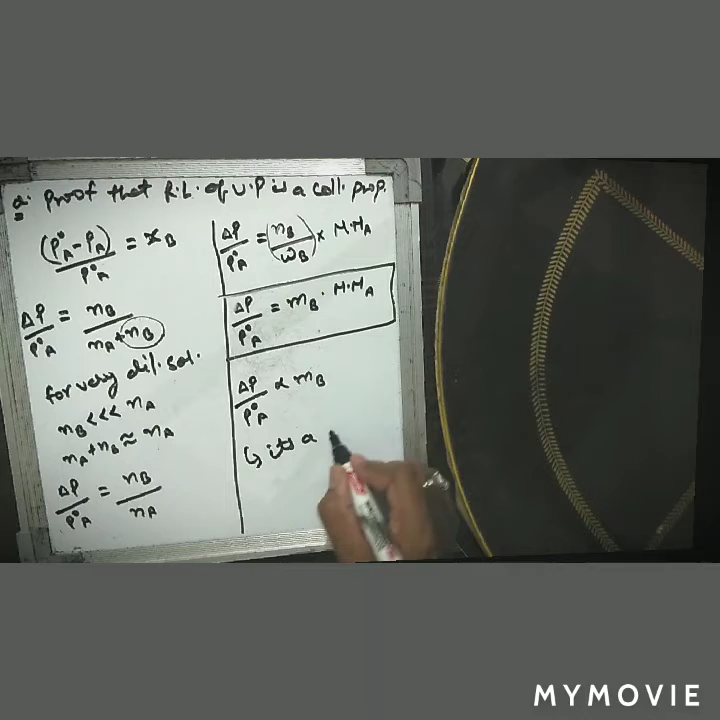 Q: Proof that R.L. of V.P is a coll. prop.
(P°A - PA) / P°A = xB
ΔP / P°A = nB / nA + nB
for very dil. sol.
nB <<< nA
nA + nB ≈ nA
ΔP / P°A = nB / nA
ΔP / P°A = (nB / wB) × M.MA
ΔP / P°A = mB . M.MA
ΔP / P°A ∝ mB
↳ its a
MYMOVIE